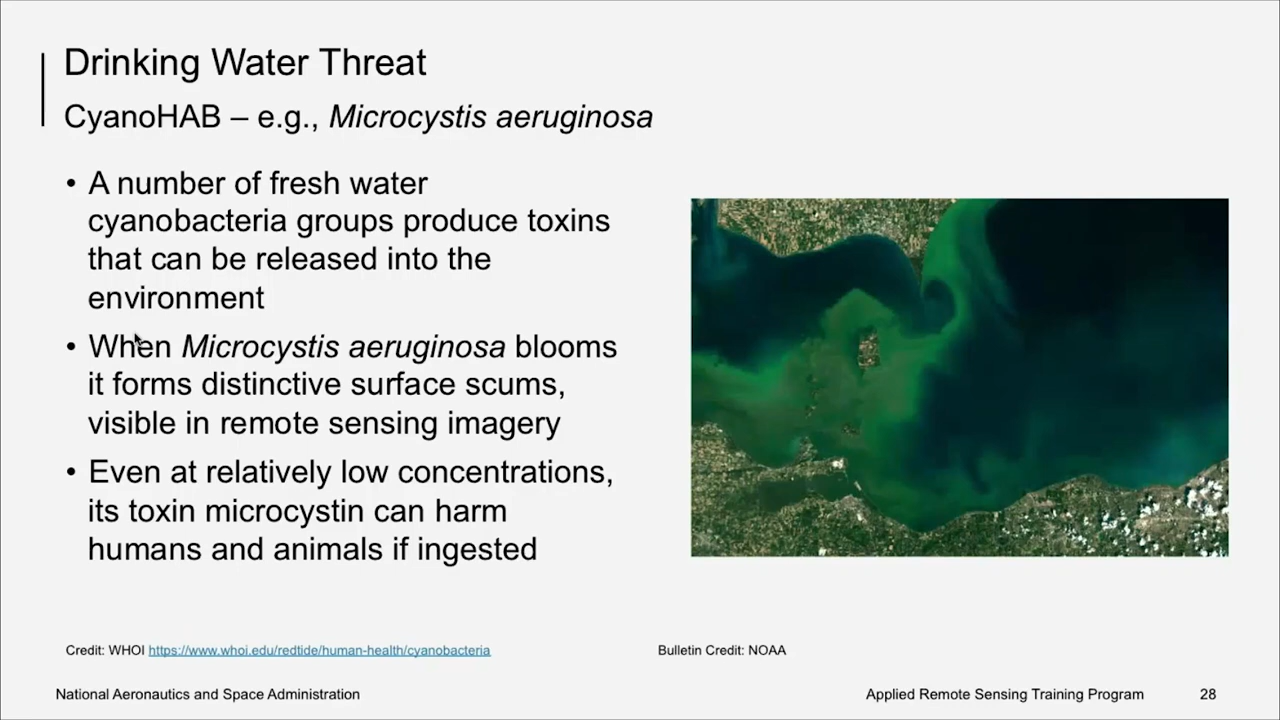 Drinking Water Threat
CyanoHAB – e.g., Microcystis aeruginosa
• A number of fresh water
cyanobacteria groups produce toxins
that can be released into the
environment
• When Microcystis aeruginosa blooms
it forms distinctive surface scums,
visible in remote sensing imagery
• Even at relatively low concentrations,
its toxin microcystin can harm
humans and animals if ingested
Credit: WHOI https://www.whoi.edu/redtide/human-health/cyanobacteria
Bulletin Credit: NOAA
National Aeronautics and Space Administration
Applied Remote Sensing Training Program
28